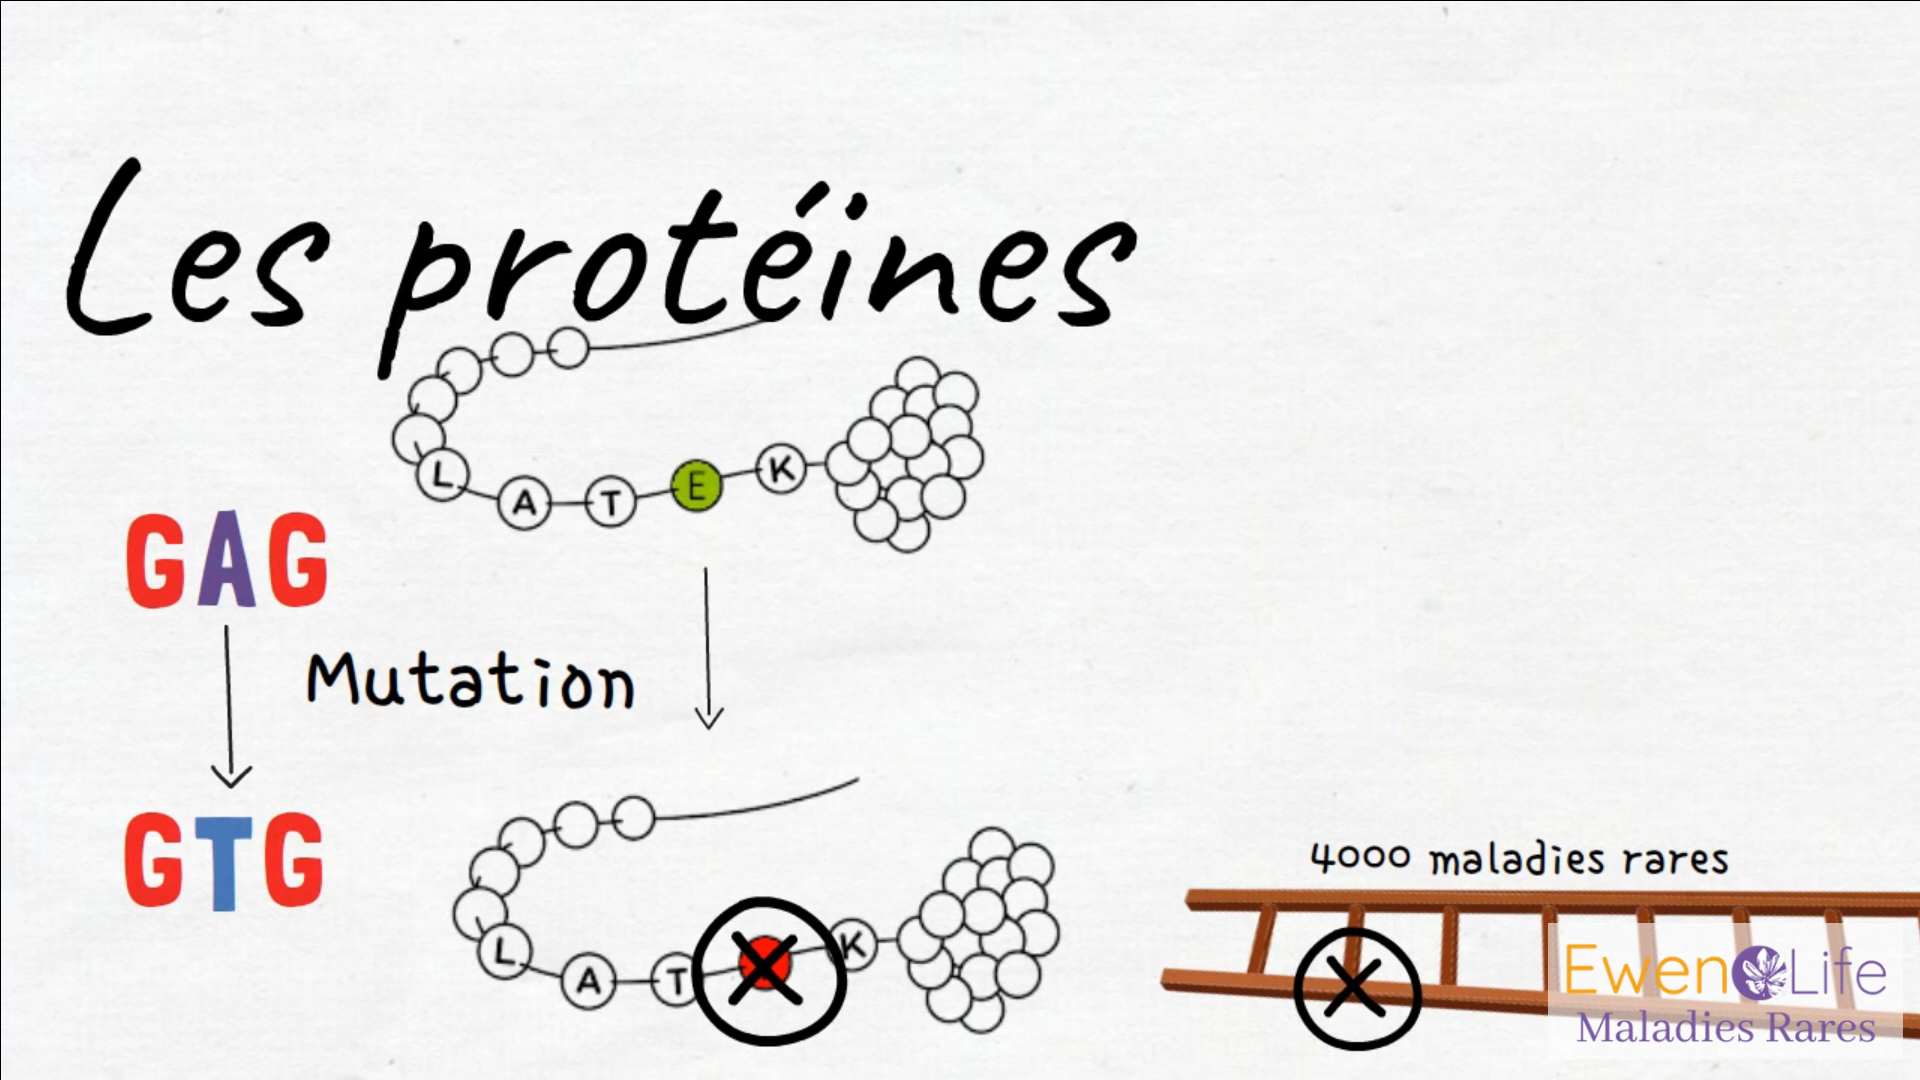 Les protéines
L A T E K
GAG
Mutation
GTG
L A T K
4000 maladies rares
Ewen Life
Maladies Rares